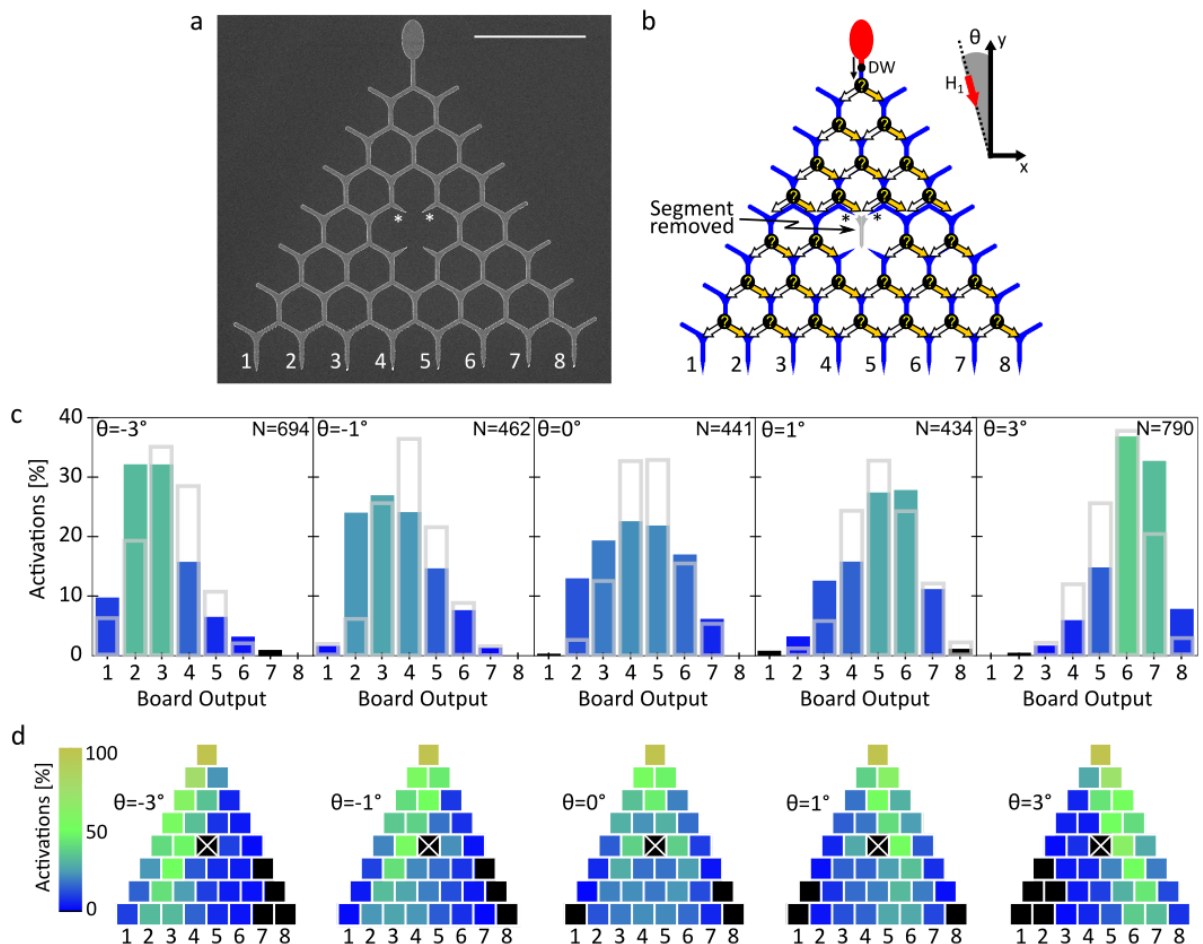 a
* *
1 2 3 4 5 6 7 8
b
DW
θ
y
H₁
x
? ? ? ? ? ? ? ? ? ? ? ? ? ? ? ? ? ? ? ? ? ? ? ? ? ?
Segment
removed
* *
1 2 3 4 5 6 7 8
c
Activations [%]
40
30
20
10
0
θ=-3° N=694
θ=-1° N=462
θ=0° N=441
θ=1° N=434
θ=3° N=790
1 2 3 4 5 6 7 8
1 2 3 4 5 6 7 8
1 2 3 4 5 6 7 8
1 2 3 4 5 6 7 8
1 2 3 4 5 6 7 8
Board Output
Board Output
Board Output
Board Output
Board Output
d
Activations [%]
100
50
0
θ=-3°
θ=-1°
θ=0°
θ=1°
θ=3°
1 2 3 4 5 6 7 8
1 2 3 4 5 6 7 8
1 2 3 4 5 6 7 8
1 2 3 4 5 6 7 8
1 2 3 4 5 6 7 8